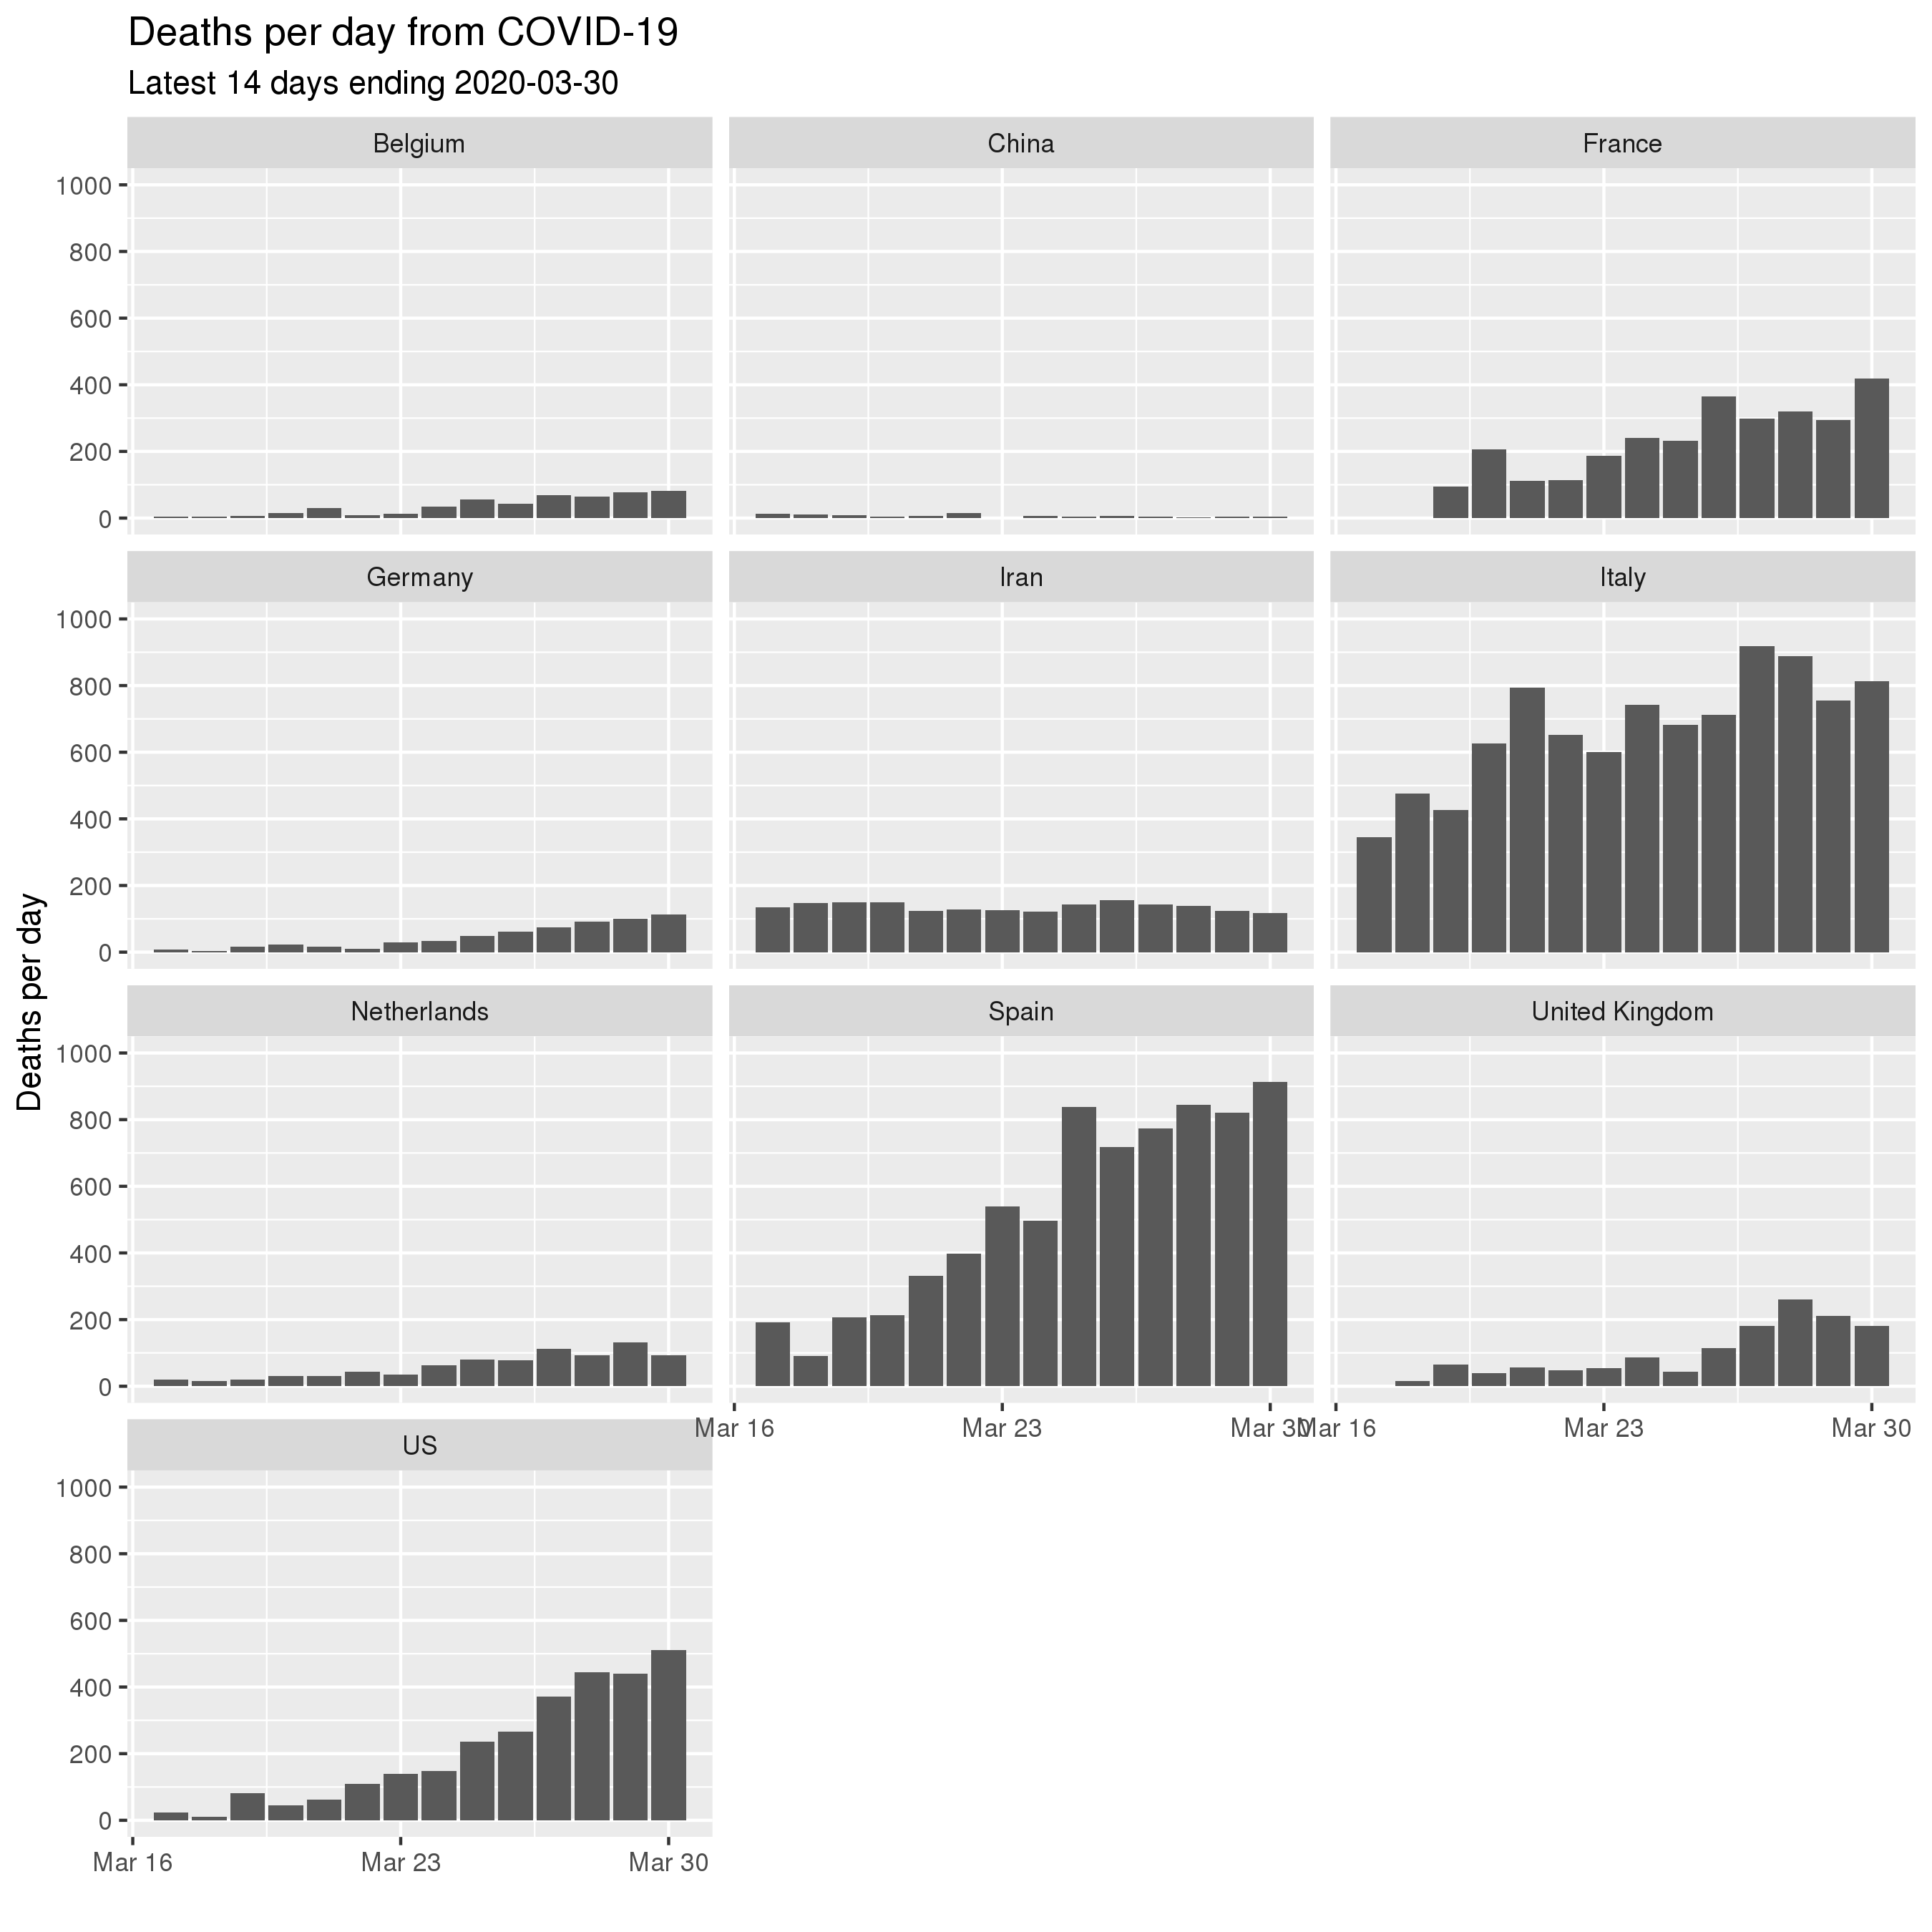 Deaths per day from COVID-19
Latest 14 days ending 2020-03-30
Belgium
China
France
1000
800
600
400
200
0
Germany
Iran
Italy
1000
800
600
400
200
0
Deaths per day
Netherlands
Spain
United Kingdom
1000
800
600
400
200
0
Mar 16
Mar 23
Mar 30
Mar 16
Mar 23
Mar 30
US
1000
800
600
400
200
0
Mar 16
Mar 23
Mar 30